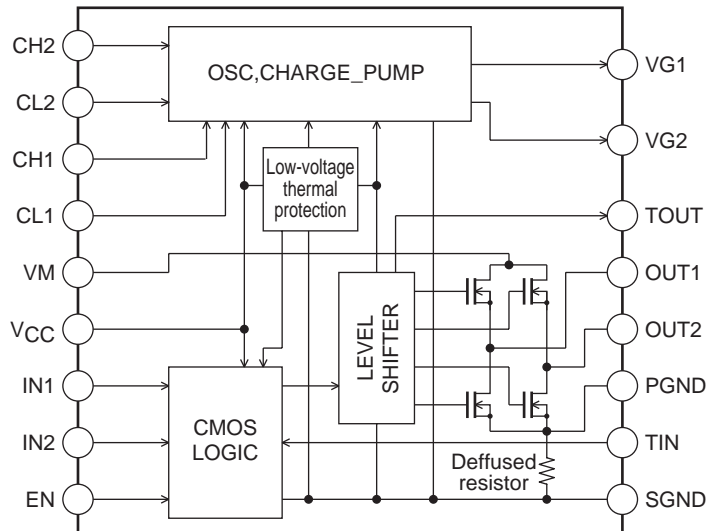 CH2
CL2
CH1
CL1
VM
VCC
IN1
IN2
EN
OSC,CHARGE_PUMP
Low-voltage
thermal
protection
LEVEL
SHIFTER
CMOS
LOGIC
Deffused
resistor
VG1
VG2
TOUT
OUT1
OUT2
PGND
TIN
SGND